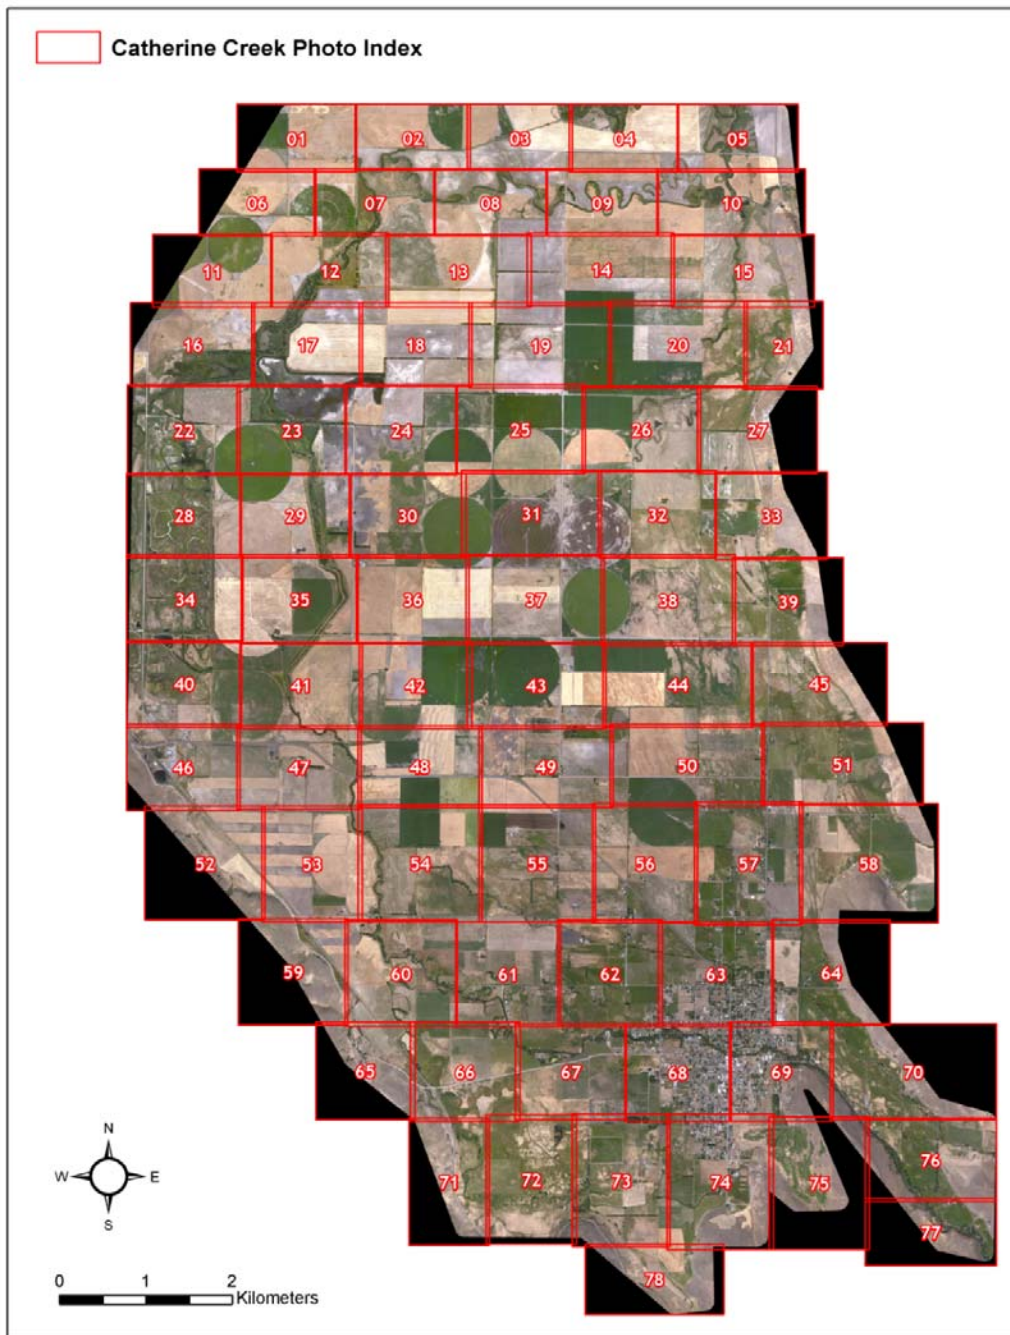 Catherine Creek Photo Index
01 02 03 04 05
06 07 08 09 10
11 12 13 14 15
16 17 18 19 20 21
22 23 24 25 26 27
28 29 30 31 32 33
34 35 36 37 38 39
40 41 42 43 44 45
46 47 48 49 50 51
52 53 54 55 56 57 58
59 60 61 62 63 64
65 66 67 68 69 70
71 72 73 74 75 76
77
78
N
W E
S
0 1 2
Kilometers